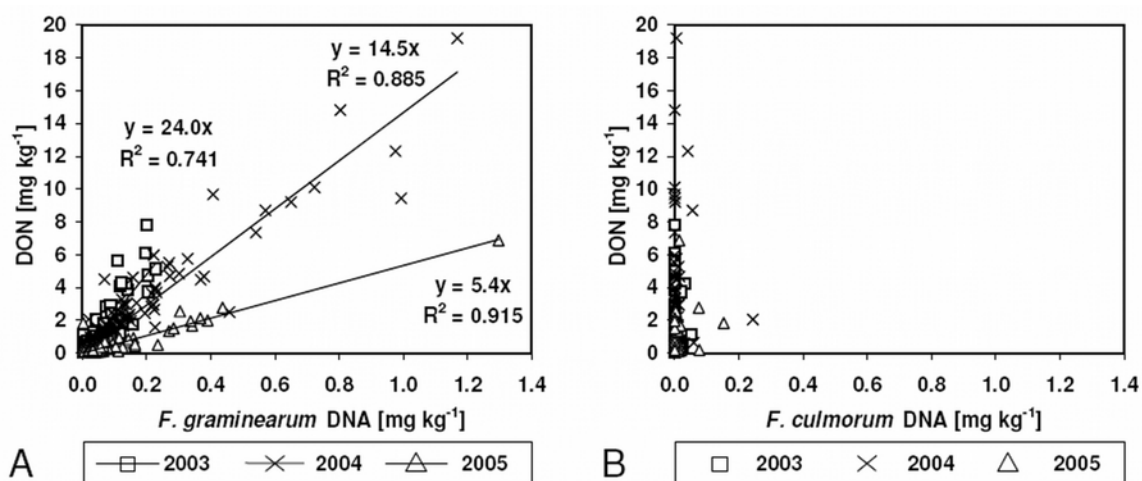 20
18
16
14
12
10
8
6
4
2
0
DON [mg kg-1]
y = 14.5x
R2 = 0.885
y = 24.0x
R2 = 0.741
y = 5.4x
R2 = 0.915
0.0 0.2 0.4 0.6 0.8 1.0 1.2 1.4
F. graminearum DNA [mg kg-1]
A
2003 2004 2005
20
18
16
14
12
10
8
6
4
2
0
DON [mg kg-1]
0.0 0.2 0.4 0.6 0.8 1.0 1.2 1.4
F. culmorum DNA [mg kg-1]
B
2003 2004 2005